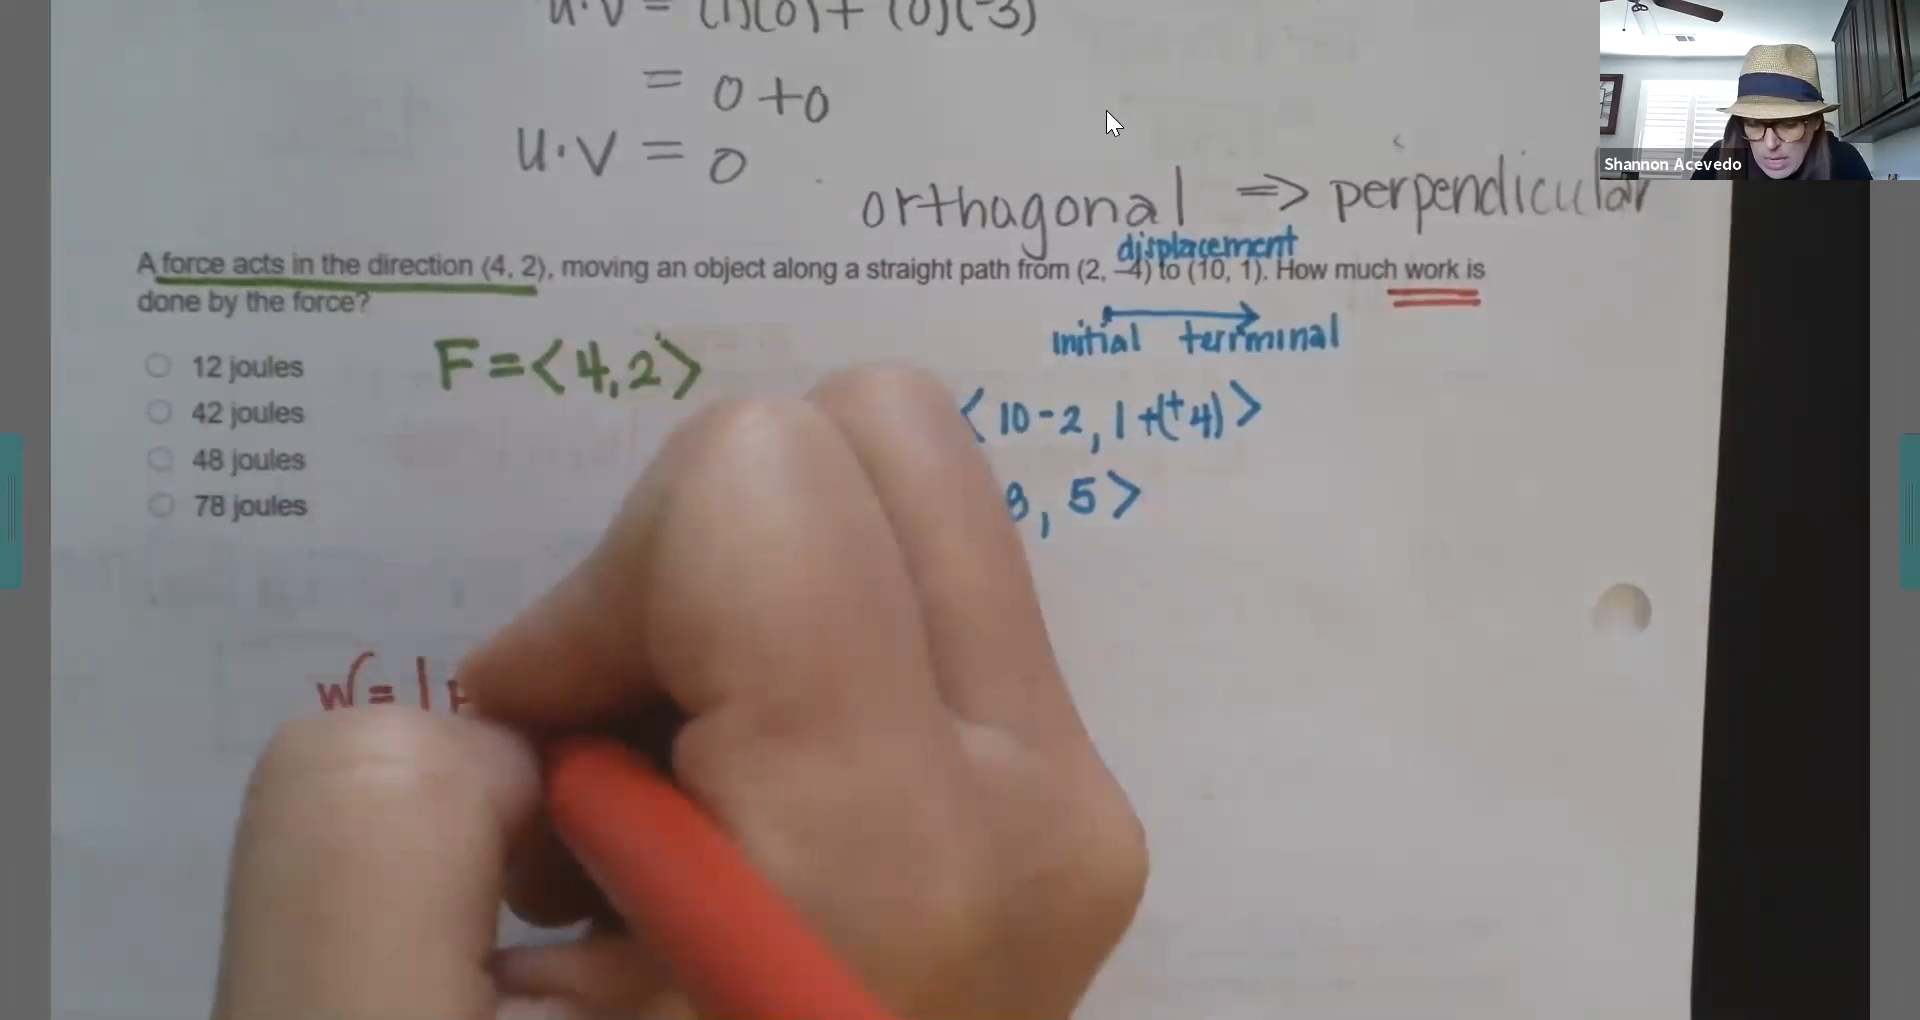 u·v = (1)(0) + (0)(-3)
= 0 + 0
u·v = 0
Shannon Acevedo
orthagonal => perpendicular
displacement
A force acts in the direction ⟨4, 2⟩, moving an object along a straight path from (2, –4) to (10, 1). How much work is
done by the force?
initial terminal
12 joules
42 joules
48 joules
78 joules
F = <4, 2>
< 10 - 2, 1 +(+4) >
8, 5 >
W = |